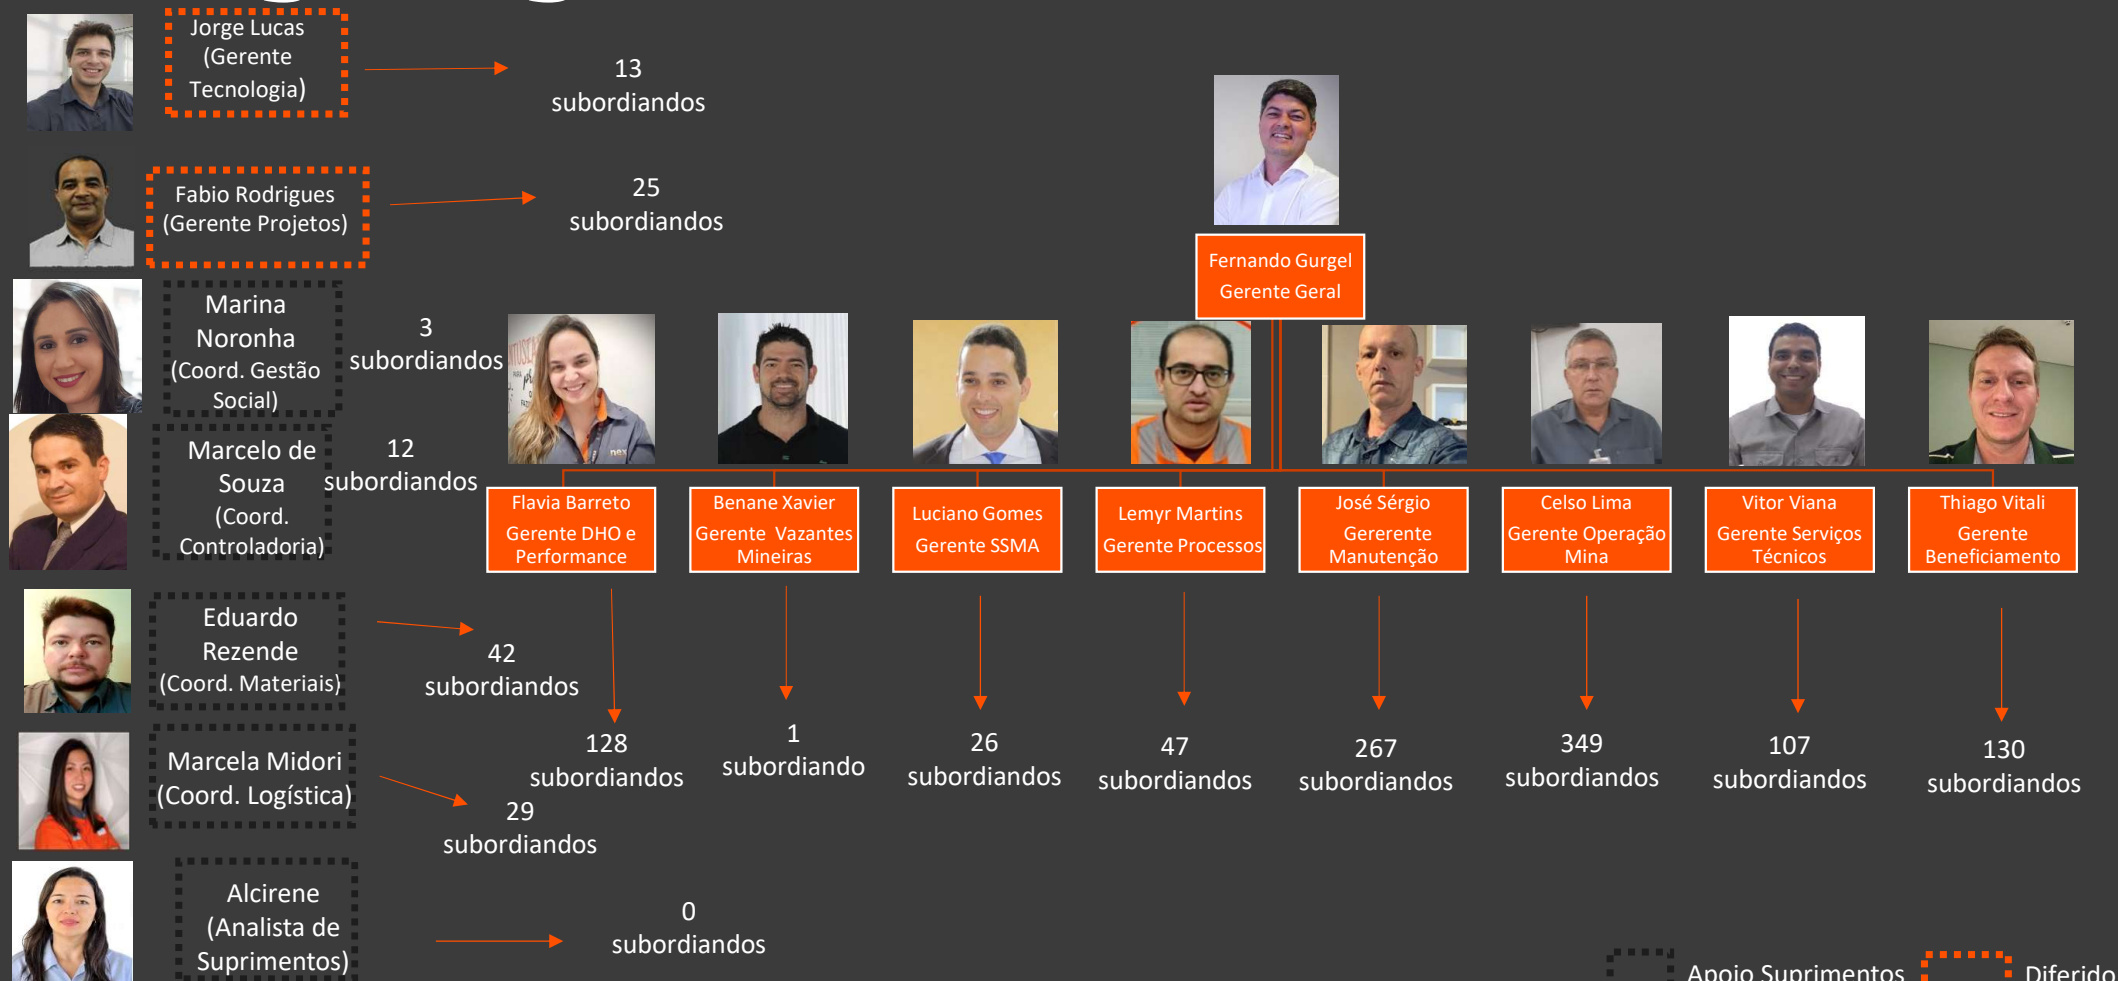 Jorge Lucas
(Gerente
Tecnologia)
13
subordiandos
Fabio Rodrigues
(Gerente Projetos)
25
subordiandos
Marina
Noronha
(Coord. Gestão
Social)
3
subordiandos
Marcelo de
Souza
(Coord.
Controladoria)
12
subordiandos
Eduardo
Rezende
(Coord. Materiais)
42
subordiandos
Marcela Midori
(Coord. Logística)
29
subordiandos
Alcirene
(Analista de
Suprimentos)
0
subordiandos
Fernando Gurgel
Gerente Geral
Flavia Barreto
Gerente DHO e
Performance
128
subordiandos
Benane Xavier
Gerente Vazantes
Mineiras
1
subordiando
Luciano Gomes
Gerente SSMA
26
subordiandos
Lemyr Martins
Gerente Processos
47
subordiandos
José Sérgio
Gererente
Manutenção
267
subordiandos
Celso Lima
Gerente Operação
Mina
349
subordiandos
Vitor Viana
Gerente Serviços
Técnicos
107
subordiandos
Thiago Vitali
Gerente
Beneficiamento
130
subordiandos
Apoio Suprimentos
Diferido